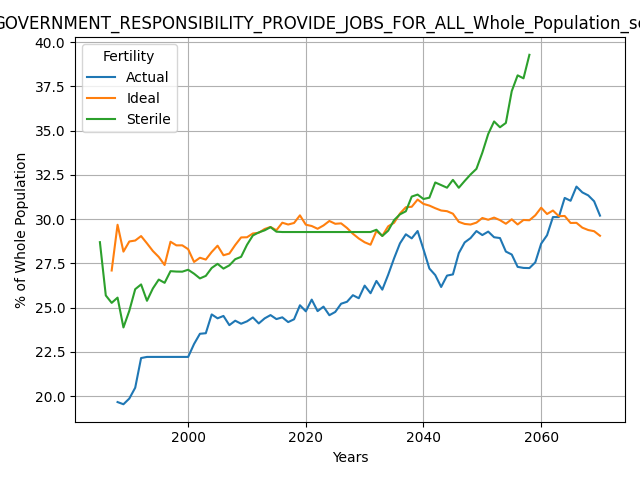 GOVERNMENT_RESPONSIBILITY_PROVIDE_JOBS_FOR_ALL_Whole_Population_se
40.0
37.5
35.0
32.5
30.0
27.5
25.0
22.5
20.0
% of Whole Population
Fertility
Actual
Ideal
Sterile
2000 2020 2040 2060
Years